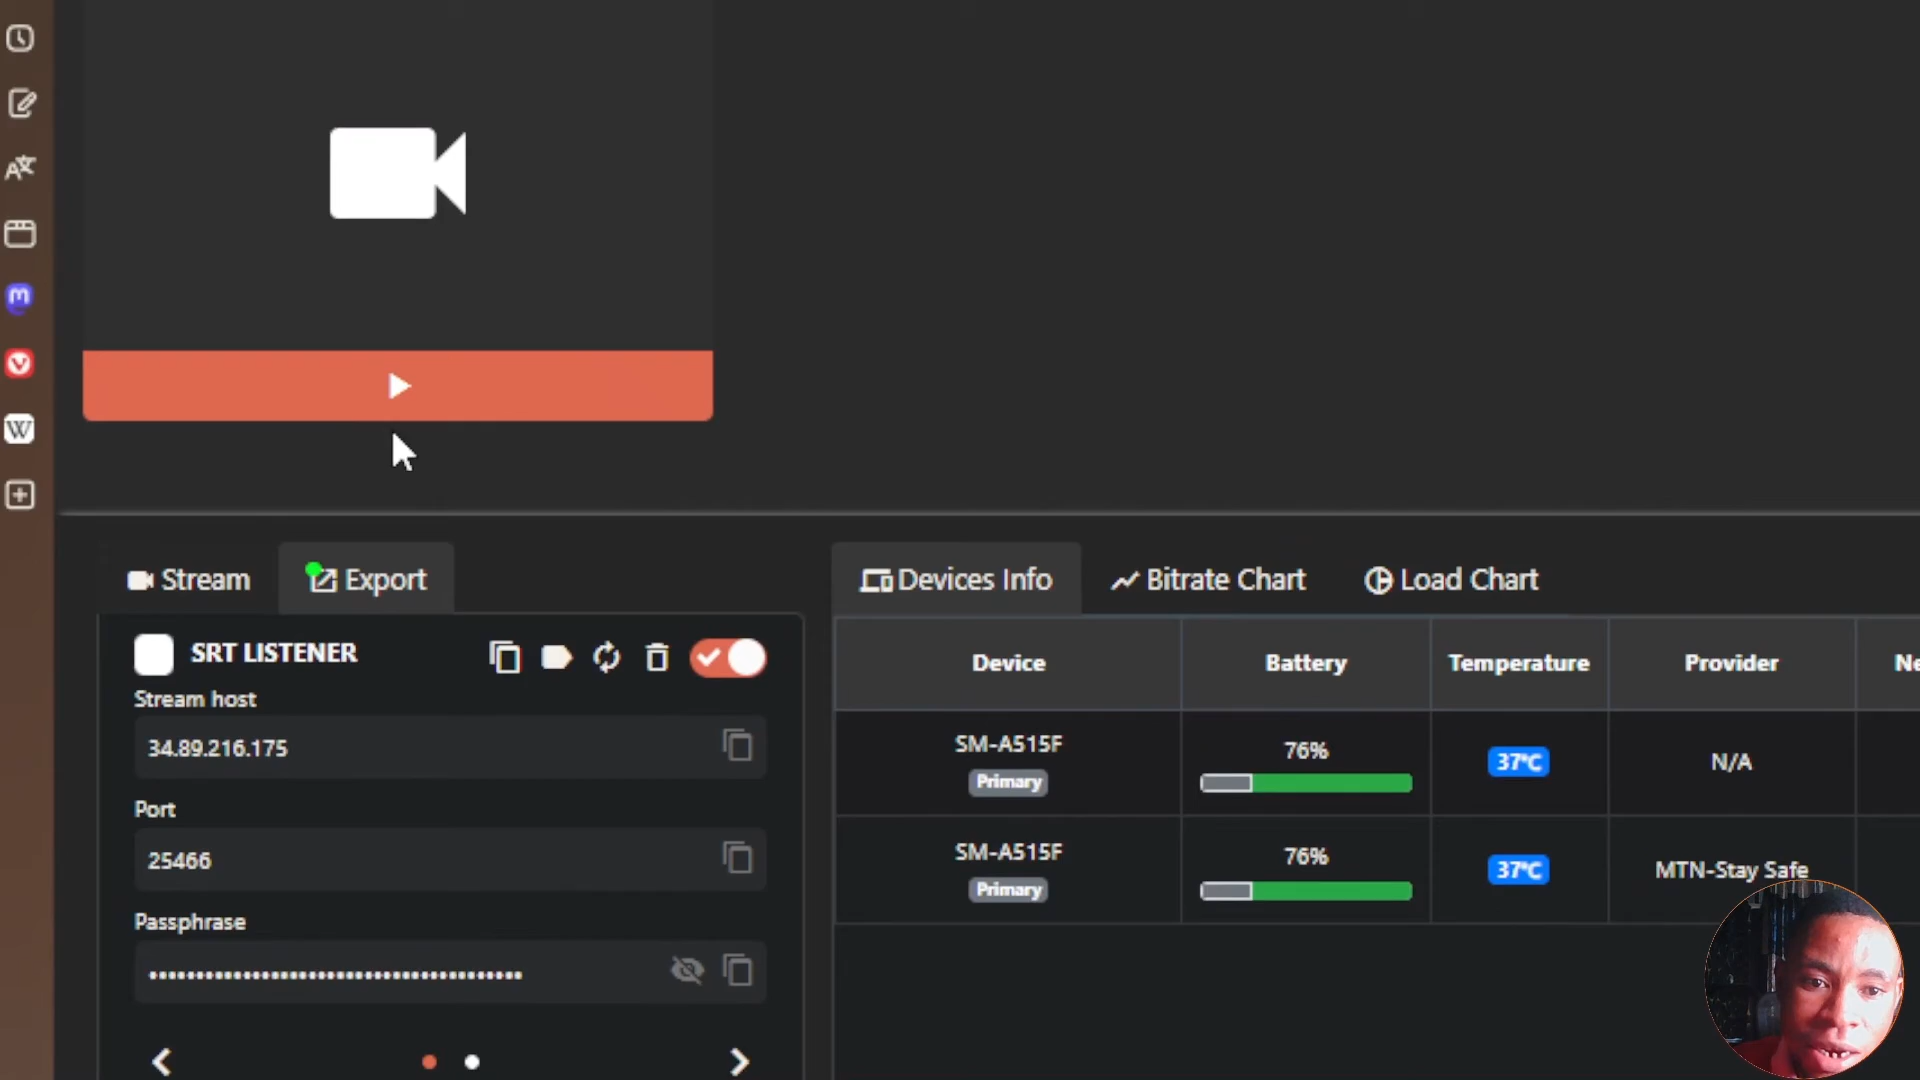 Stream
Export
Devices Info
Bitrate Chart
Load Chart
SRT LISTENER
Stream host
34.89.216.175
Port
25466
Passphrase
Device
Battery
Temperature
Provider
Ne
SM-A515F
Primary
76%
37°C
N/A
SM-A515F
Primary
76%
37°C
MTN-Stay Safe